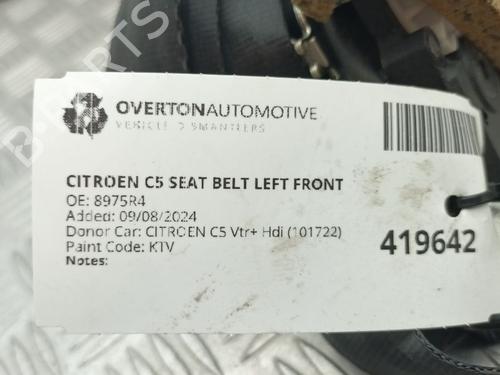 OVERTONAUTOMOTIVE
VEHICLE DISMANTLERS
CITROEN C5 SEAT BELT LEFT FRONT
OE: 8975R4
Added: 09/08/2024
Donor Car: CITROEN C5 Vtr+ Hdi (101722)
Paint Code: KTV
Notes:
419642